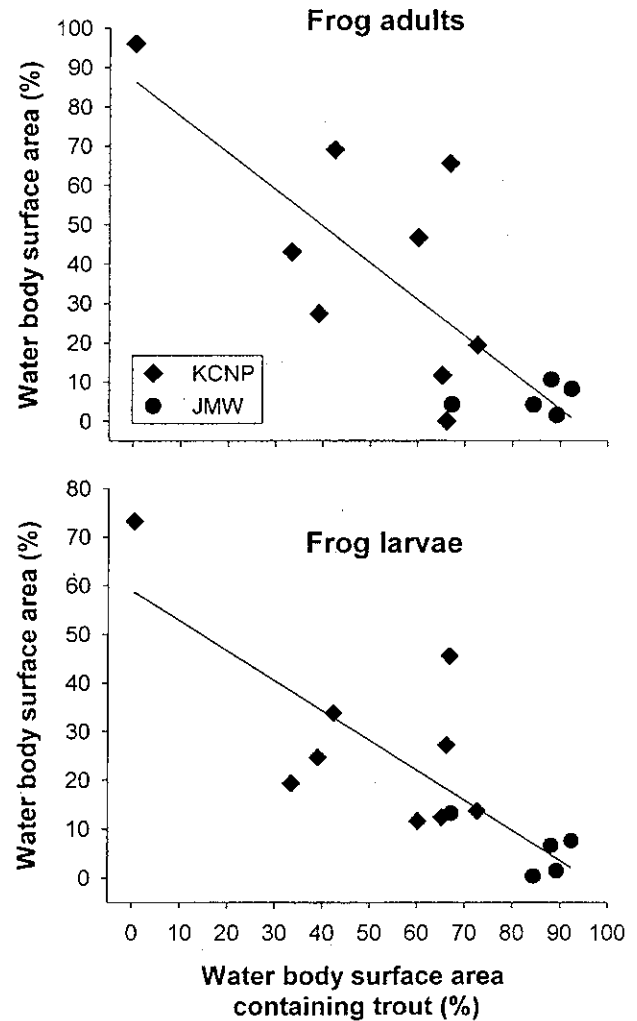 Frog adults
Water body surface area (%)
100
90
80
70
60
50
40
30
20
10
0
KCNP
JMW
Frog larvae
Water body surface area (%)
80
70
60
50
40
30
20
10
0
0 10 20 30 40 50 60 70 80 90 100
Water body surface area
containing trout (%)